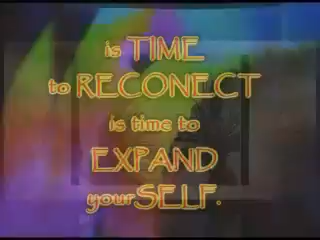 is TIME
to RECONECT
is time to
EXPAND
yourSELF.